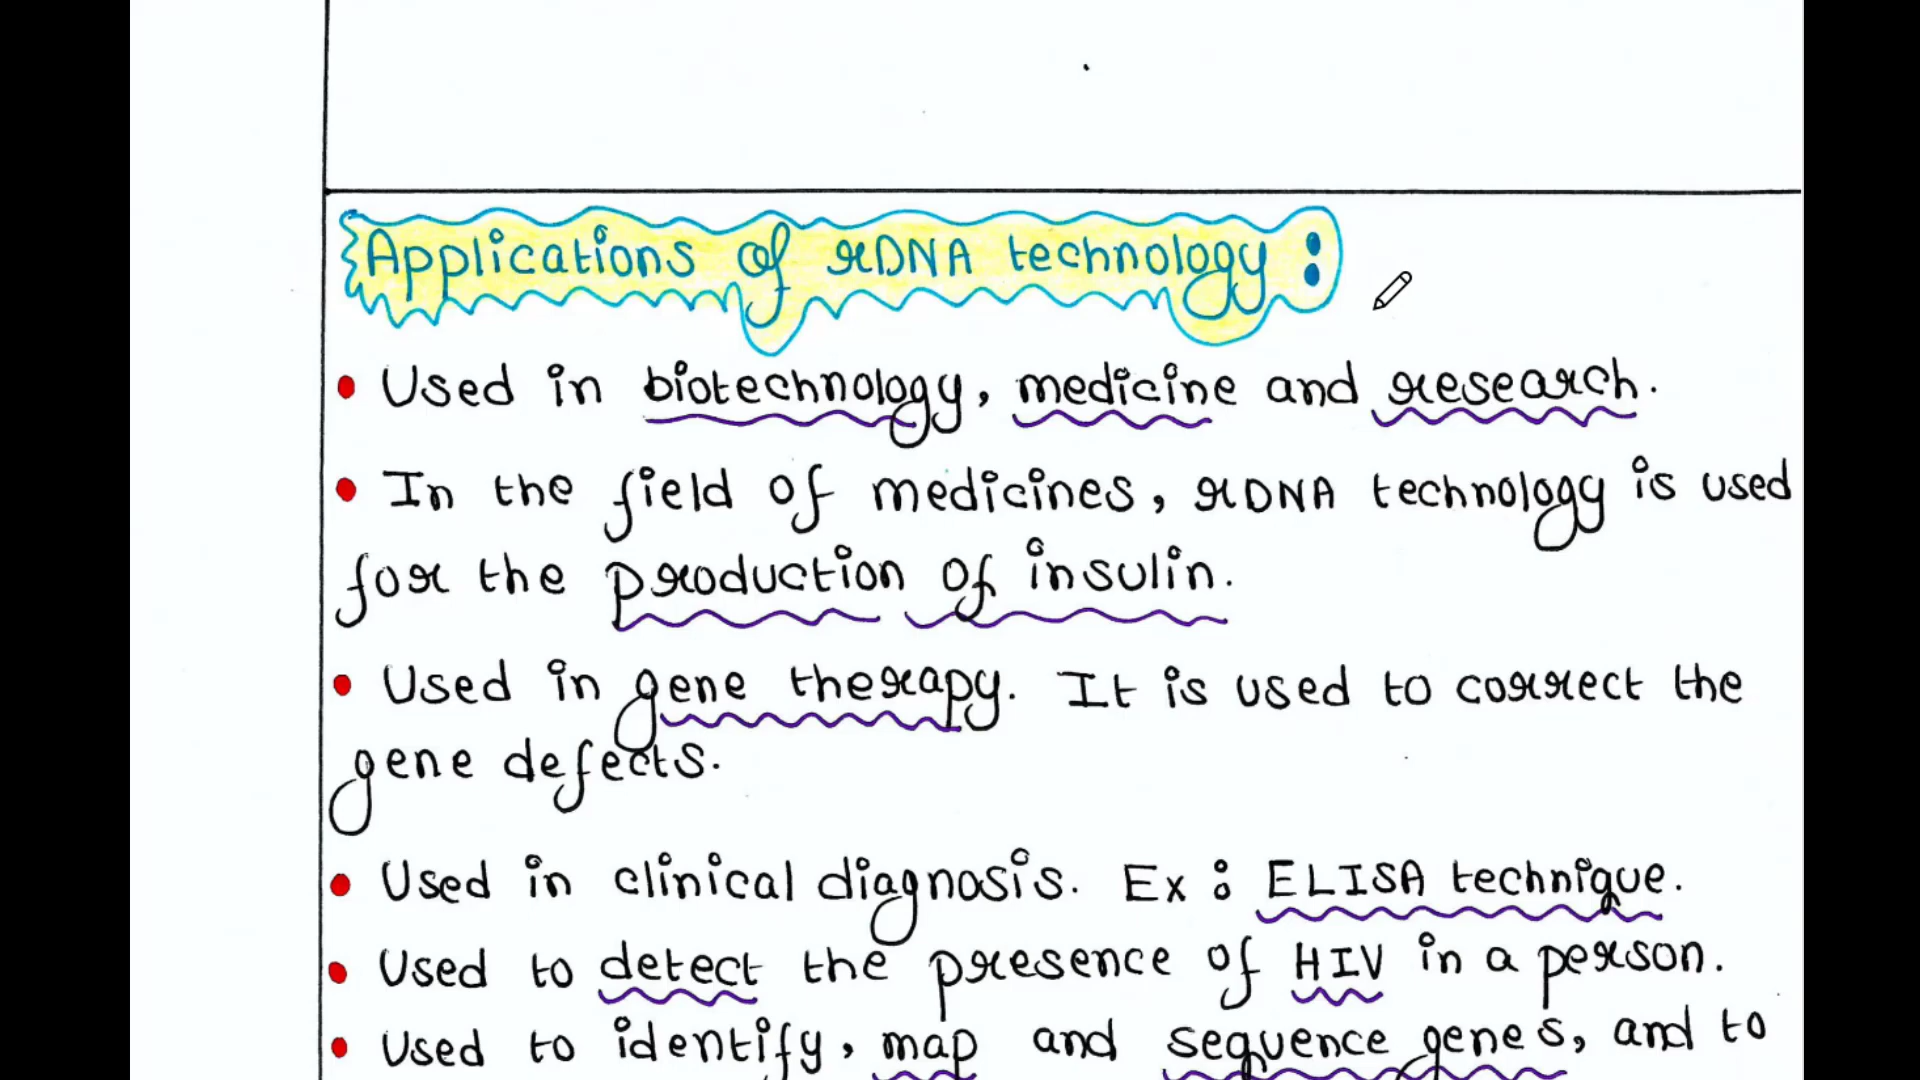 Applications of rDNA technology :
• Used in biotechnology, medicine and research.
• In the field of medicines, rDNA technology is used
for the production of insulin.
• Used in gene therapy. It is used to correct the
gene defects.
• Used in clinical diagnosis. Ex : ELISA technique.
• Used to detect the presence of HIV in a person.
• Used to identify, map and sequence genes, and to